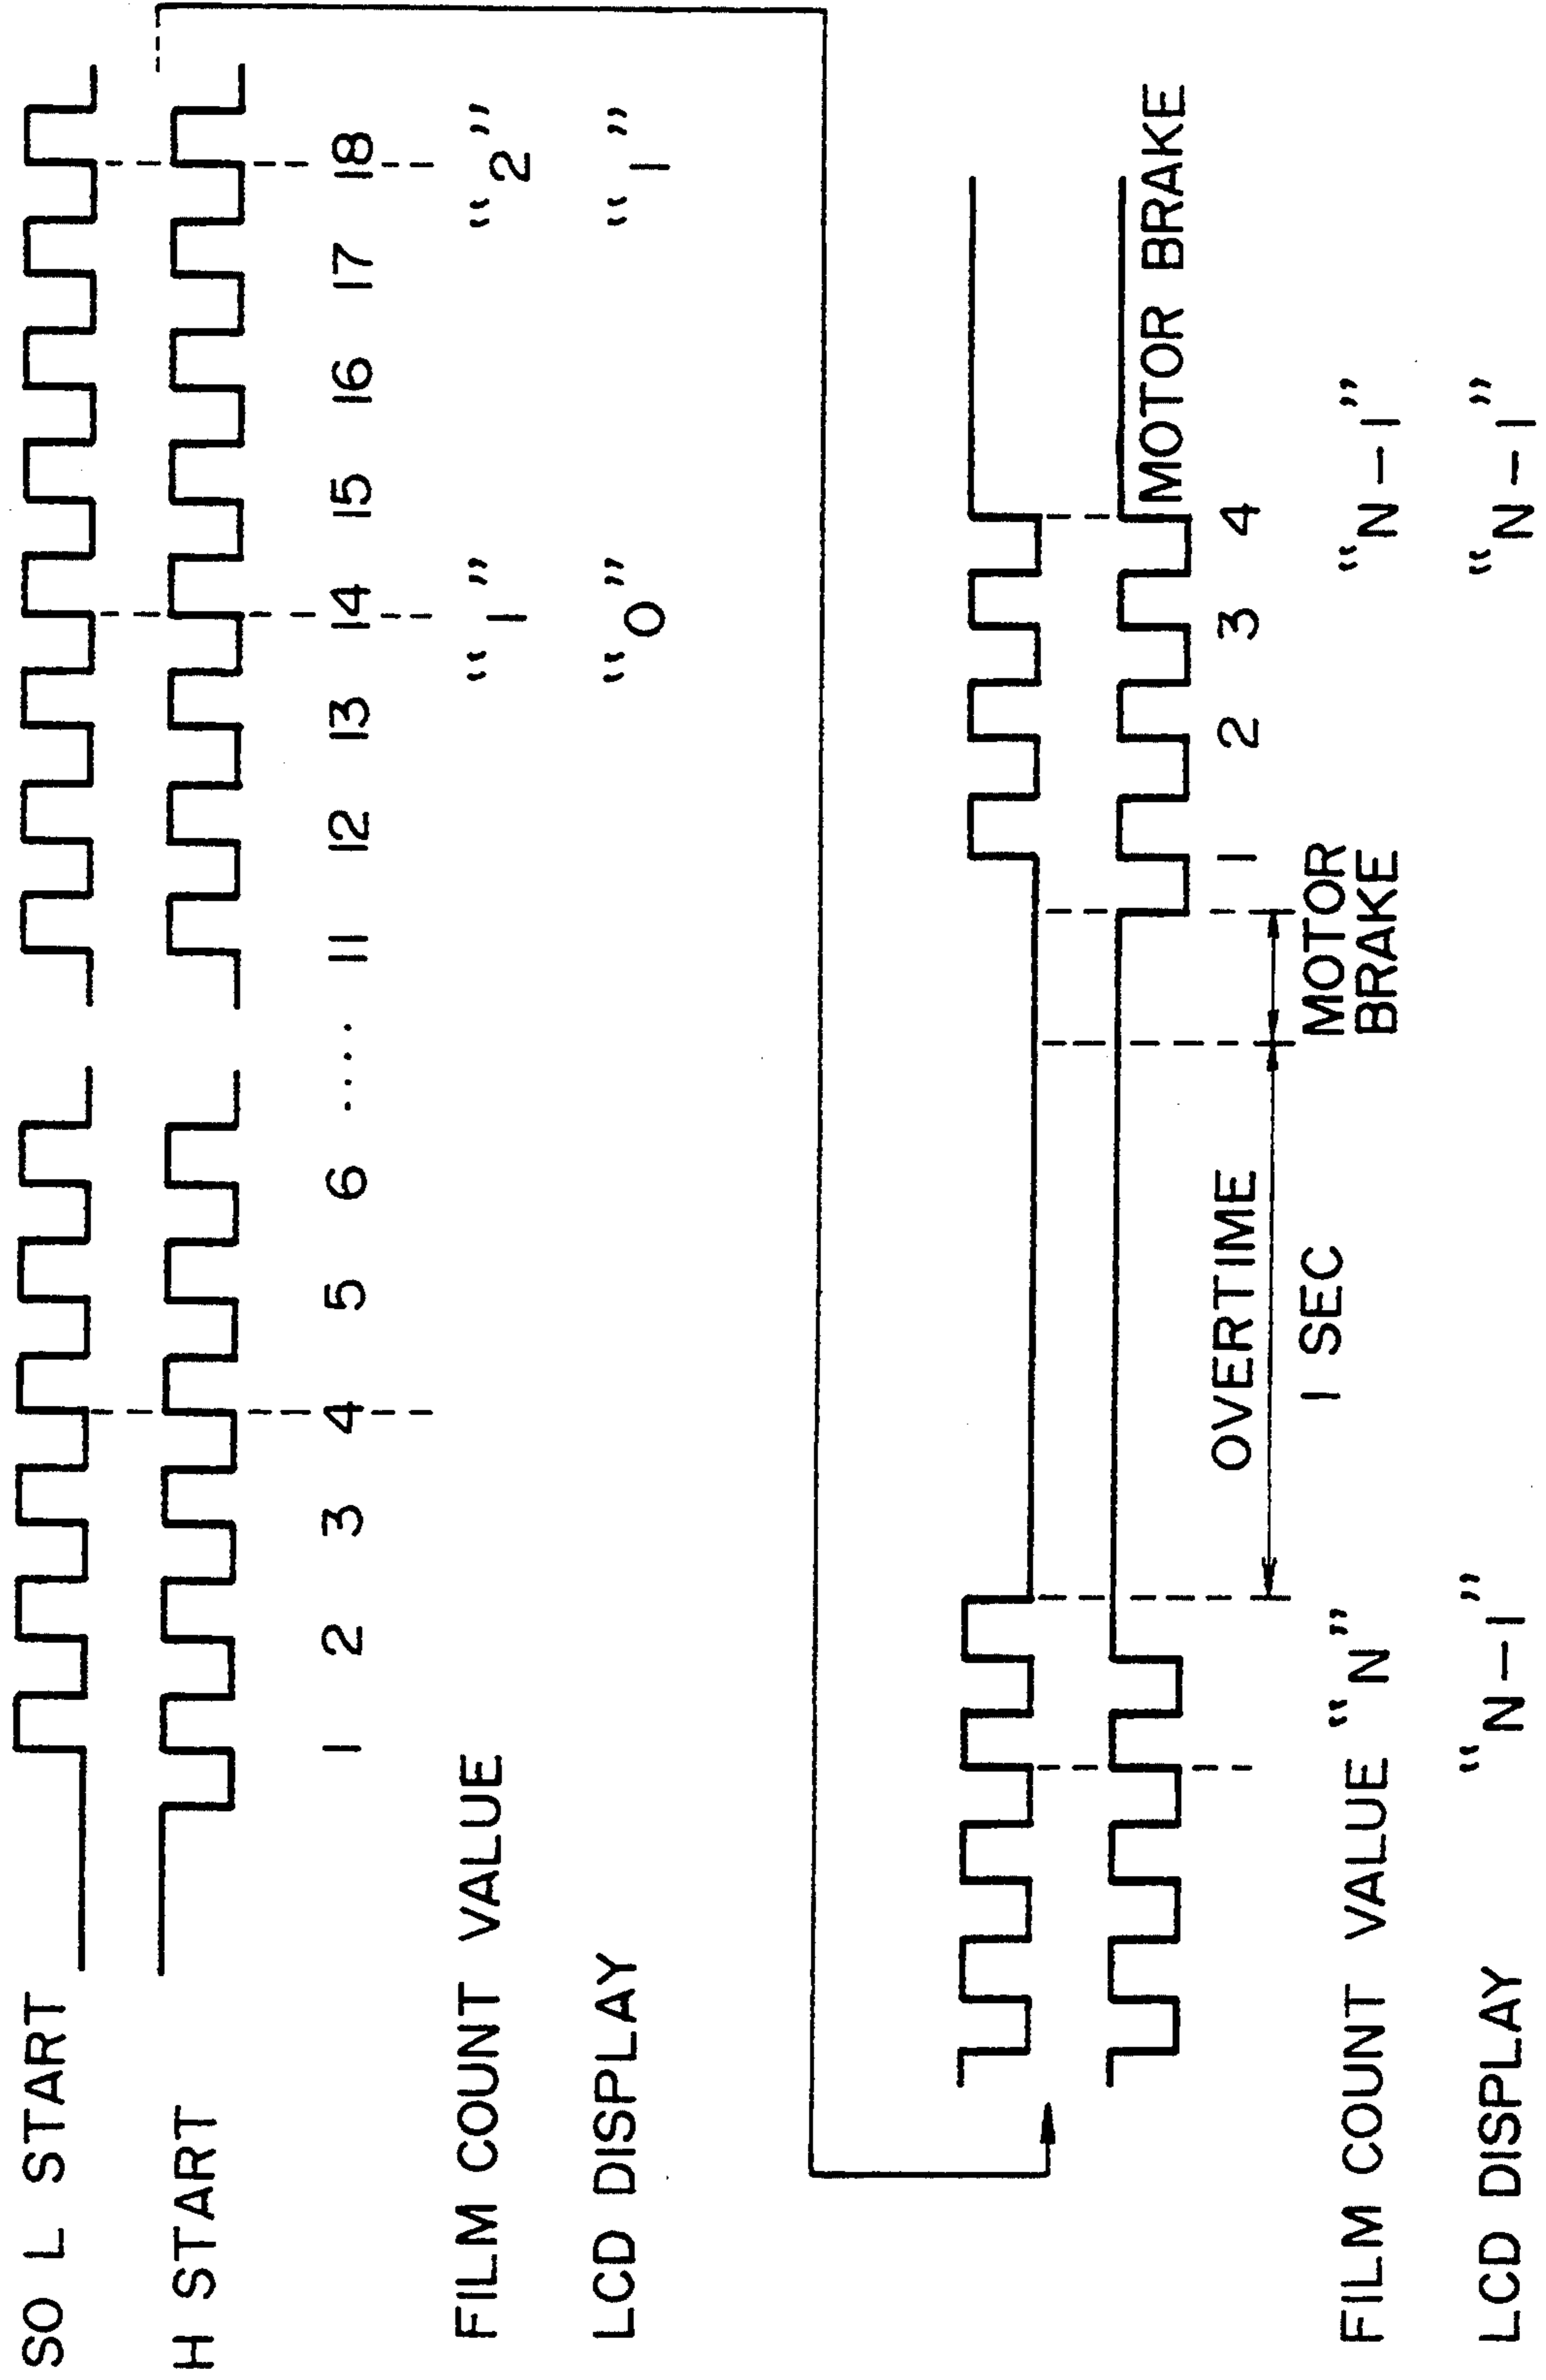 SO L START
H START
1 2 3 4 5 6 .... 11 12 13 14 15 16 17 18
FILM COUNT VALUE “1” “2”
LCD DISPLAY “0” “1”
MOTOR BRAKE
1 2 3 4
OVERTIME
1 SEC
MOTOR
BRAKE
FILM COUNT VALUE “N” “N-1”
LCD DISPLAY “N-1” “N-1”